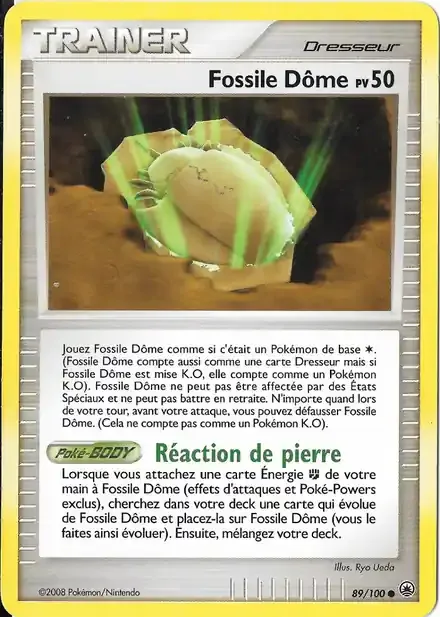 TRAINER
Dresseur
Fossile Dôme PV 50
Jouez Fossile Dôme comme si c'était un Pokémon de base ✶.
(Fossile Dôme compte aussi comme une carte Dresseur mais si
Fossile Dôme est mise K.O, elle compte comme un Pokémon
K.O). Fossile Dôme ne peut pas être affectée par des États
Spéciaux et ne peut pas battre en retraite. N'importe quand lors
de votre tour, avant votre attaque, vous pouvez défausser Fossile
Dôme. (Cela ne compte pas comme un Pokémon K.O).
Poké-BODY Réaction de pierre
Lorsque vous attachez une carte Énergie de votre
main à Fossile Dôme (effets d'attaques et Poké-Powers
exclus), cherchez dans votre deck une carte qui évolue
de Fossile Dôme et placez-la sur Fossile Dôme (vous le
faites ainsi évoluer). Ensuite, mélangez votre deck.
Illus. Ryo Ueda
©2008 Pokémon/Nintendo
89/100 ●